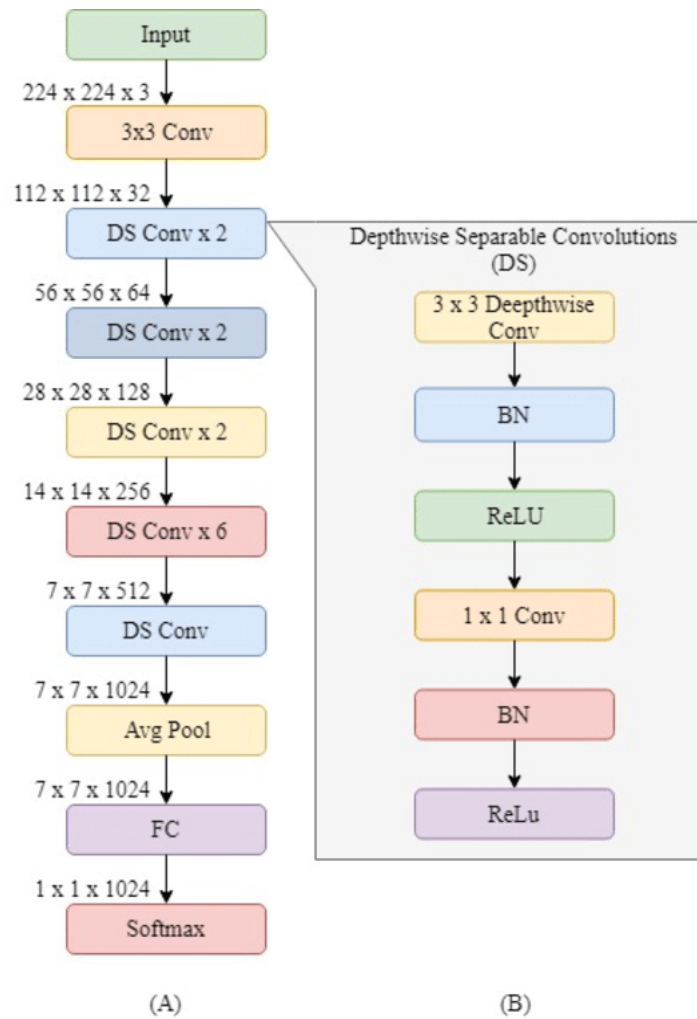 Input
224 x 224 x 3
3x3 Conv
112 x 112 x 32
DS Conv x 2
56 x 56 x 64
DS Conv x 2
28 x 28 x 128
DS Conv x 2
14 x 14 x 256
DS Conv x 6
7 x 7 x 512
DS Conv
7 x 7 x 1024
Avg Pool
7 x 7 x 1024
FC
1 x 1 x 1024
Softmax
(A)
Depthwise Separable Convolutions
(DS)
3 x 3 Deepthwise
Conv
BN
ReLU
1 x 1 Conv
BN
ReLu
(B)